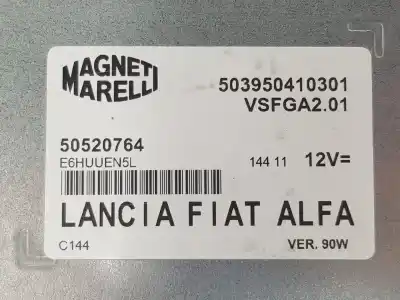 MAGNETI
MARELLI
503950410301
VSFGA2.01
50520764
E6HUUEN5L
144 11 12V=
LANCIA FIAT ALFA
C144
VER. 90W